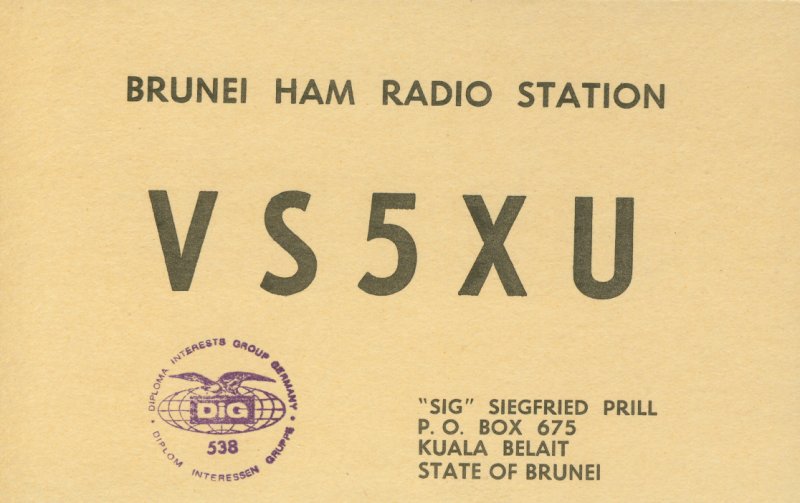 BRUNEI HAM RADIO STATION
VS5XU
DIPLOMA INTERESTS GROUP GERMANY
DiG
538
• DIPLOM INTERESSEN GRUPPE •
"SIG" SIEGFRIED PRILL
P. O. BOX 675
KUALA BELAIT
STATE OF BRUNEI